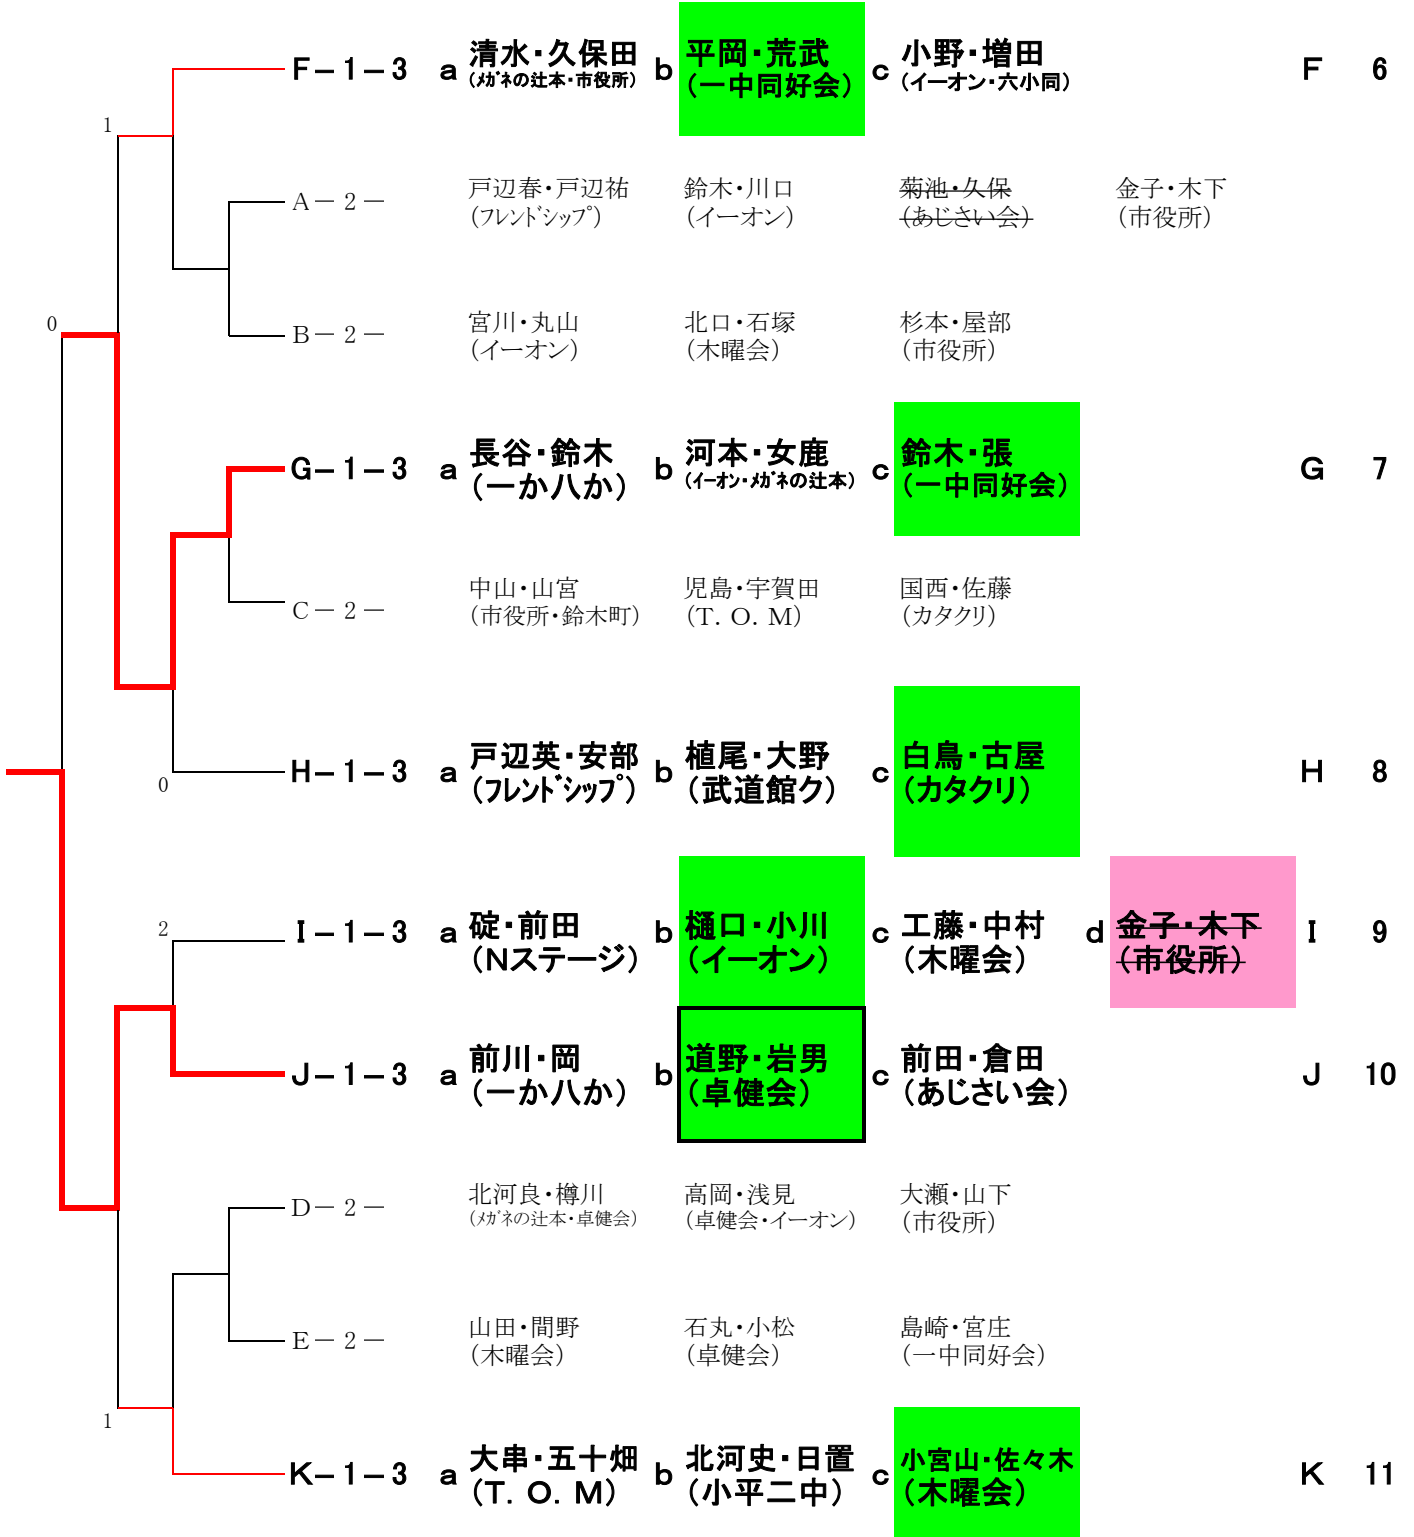 F－1－3 a 清水・久保田 b 平岡・荒武 c 小野・増田 F 6
(ﾒｶﾞﾈの辻本・市役所) (一中同好会) (イーオン・六小同)
1
A－2－ 戸辺春・戸辺祐 鈴木・川口 菊池・久保 金子・木下
(フレンドシップ) (イーオン) (あじさい会) (市役所)
0
B－2－ 宮川・丸山 北口・石塚 杉本・屋部
(イーオン) (木曜会) (市役所)
G－1－3 a 長谷・鈴木 b 河本・女鹿 c 鈴木・張 G 7
(一か八か) (イーオン・ﾒｶﾞﾈの辻本) (一中同好会)
C－2－ 中山・山宮 児島・宇賀田 国西・佐藤
(市役所・鈴木町) (T．O．M) (カタクリ)
H－1－3 a 戸辺英・安部 b 植尾・大野 c 白鳥・古屋 H 8
(フレンドシップ) (武道館ク) (カタクリ)
0
I－1－3 a 碇・前田 b 樋口・小川 c 工藤・中村 d 金子・木下 I 9
(Nステージ) (イーオン) (木曜会) (市役所)
2
J－1－3 a 前川・岡 b 道野・岩男 c 前田・倉田 J 10
(一か八か) (卓健会) (あじさい会)
D－2－ 北河良・樽川 高岡・浅見 大瀬・山下
(ﾒｶﾞﾈの辻本・卓健会) (卓健会・イーオン) (市役所)
E－2－ 山田・間野 石丸・小松 島崎・宮庄
(木曜会) (卓健会) (一中同好会)
1
K－1－3 a 大串・五十畑 b 北河史・日置 c 小宮山・佐々木 K 11
(T．O．M) (小平二中) (木曜会)